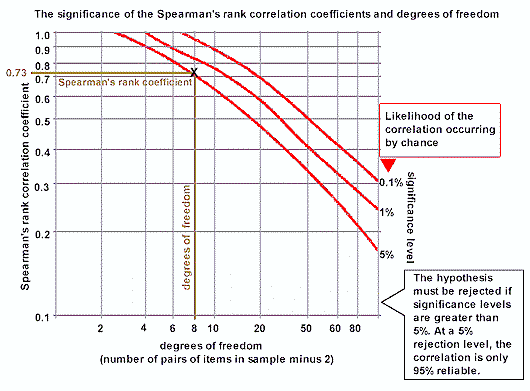 The significance of the Spearman's rank correlation coefficients and degrees of freedom
1.0
0.9
0.8
0.73
0.7
0.6
0.5
0.4
0.3
0.2
0.1
Spearman's rank correlation coefficient
X
Spearman's rank coefficient
degrees of freedom
Likelihood of the
correlation occurring
by chance
0.1%
1%
5%
significance level
The hypothesis
must be rejected if
significance levels
are greater than
5%. At a 5%
rejection level, the
correlation is only
95% reliable.
2 4 6 8 10 20 40 60 80
degrees of freedom
(number of pairs of items in sample minus 2)